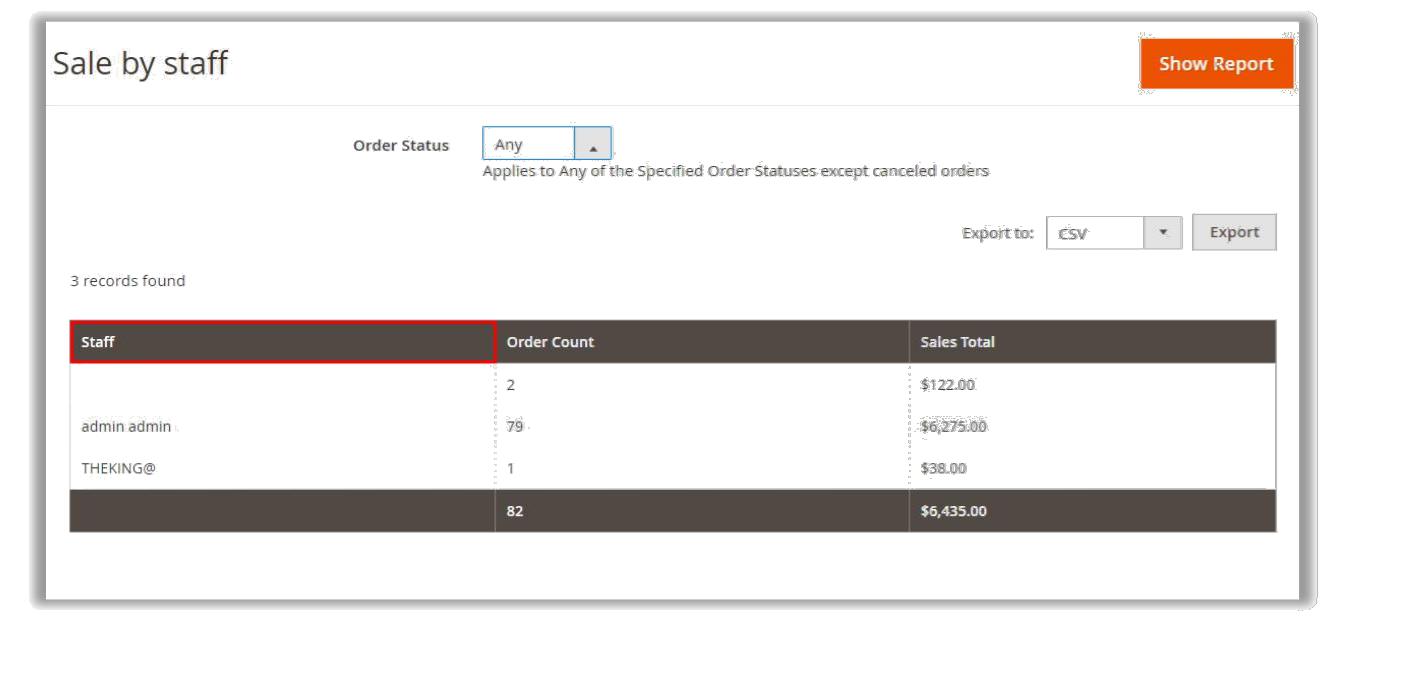 Sale by staff
Show Report
Order Status Any
Applies to Any of the Specified Order Statuses except canceled orders
Export to: CSV Export
3 records found
Staff Order Count Sales Total
2 $122.00
admin admin 79 $6,275.00
THEKING@ 1 $38.00
82 $6,435.00